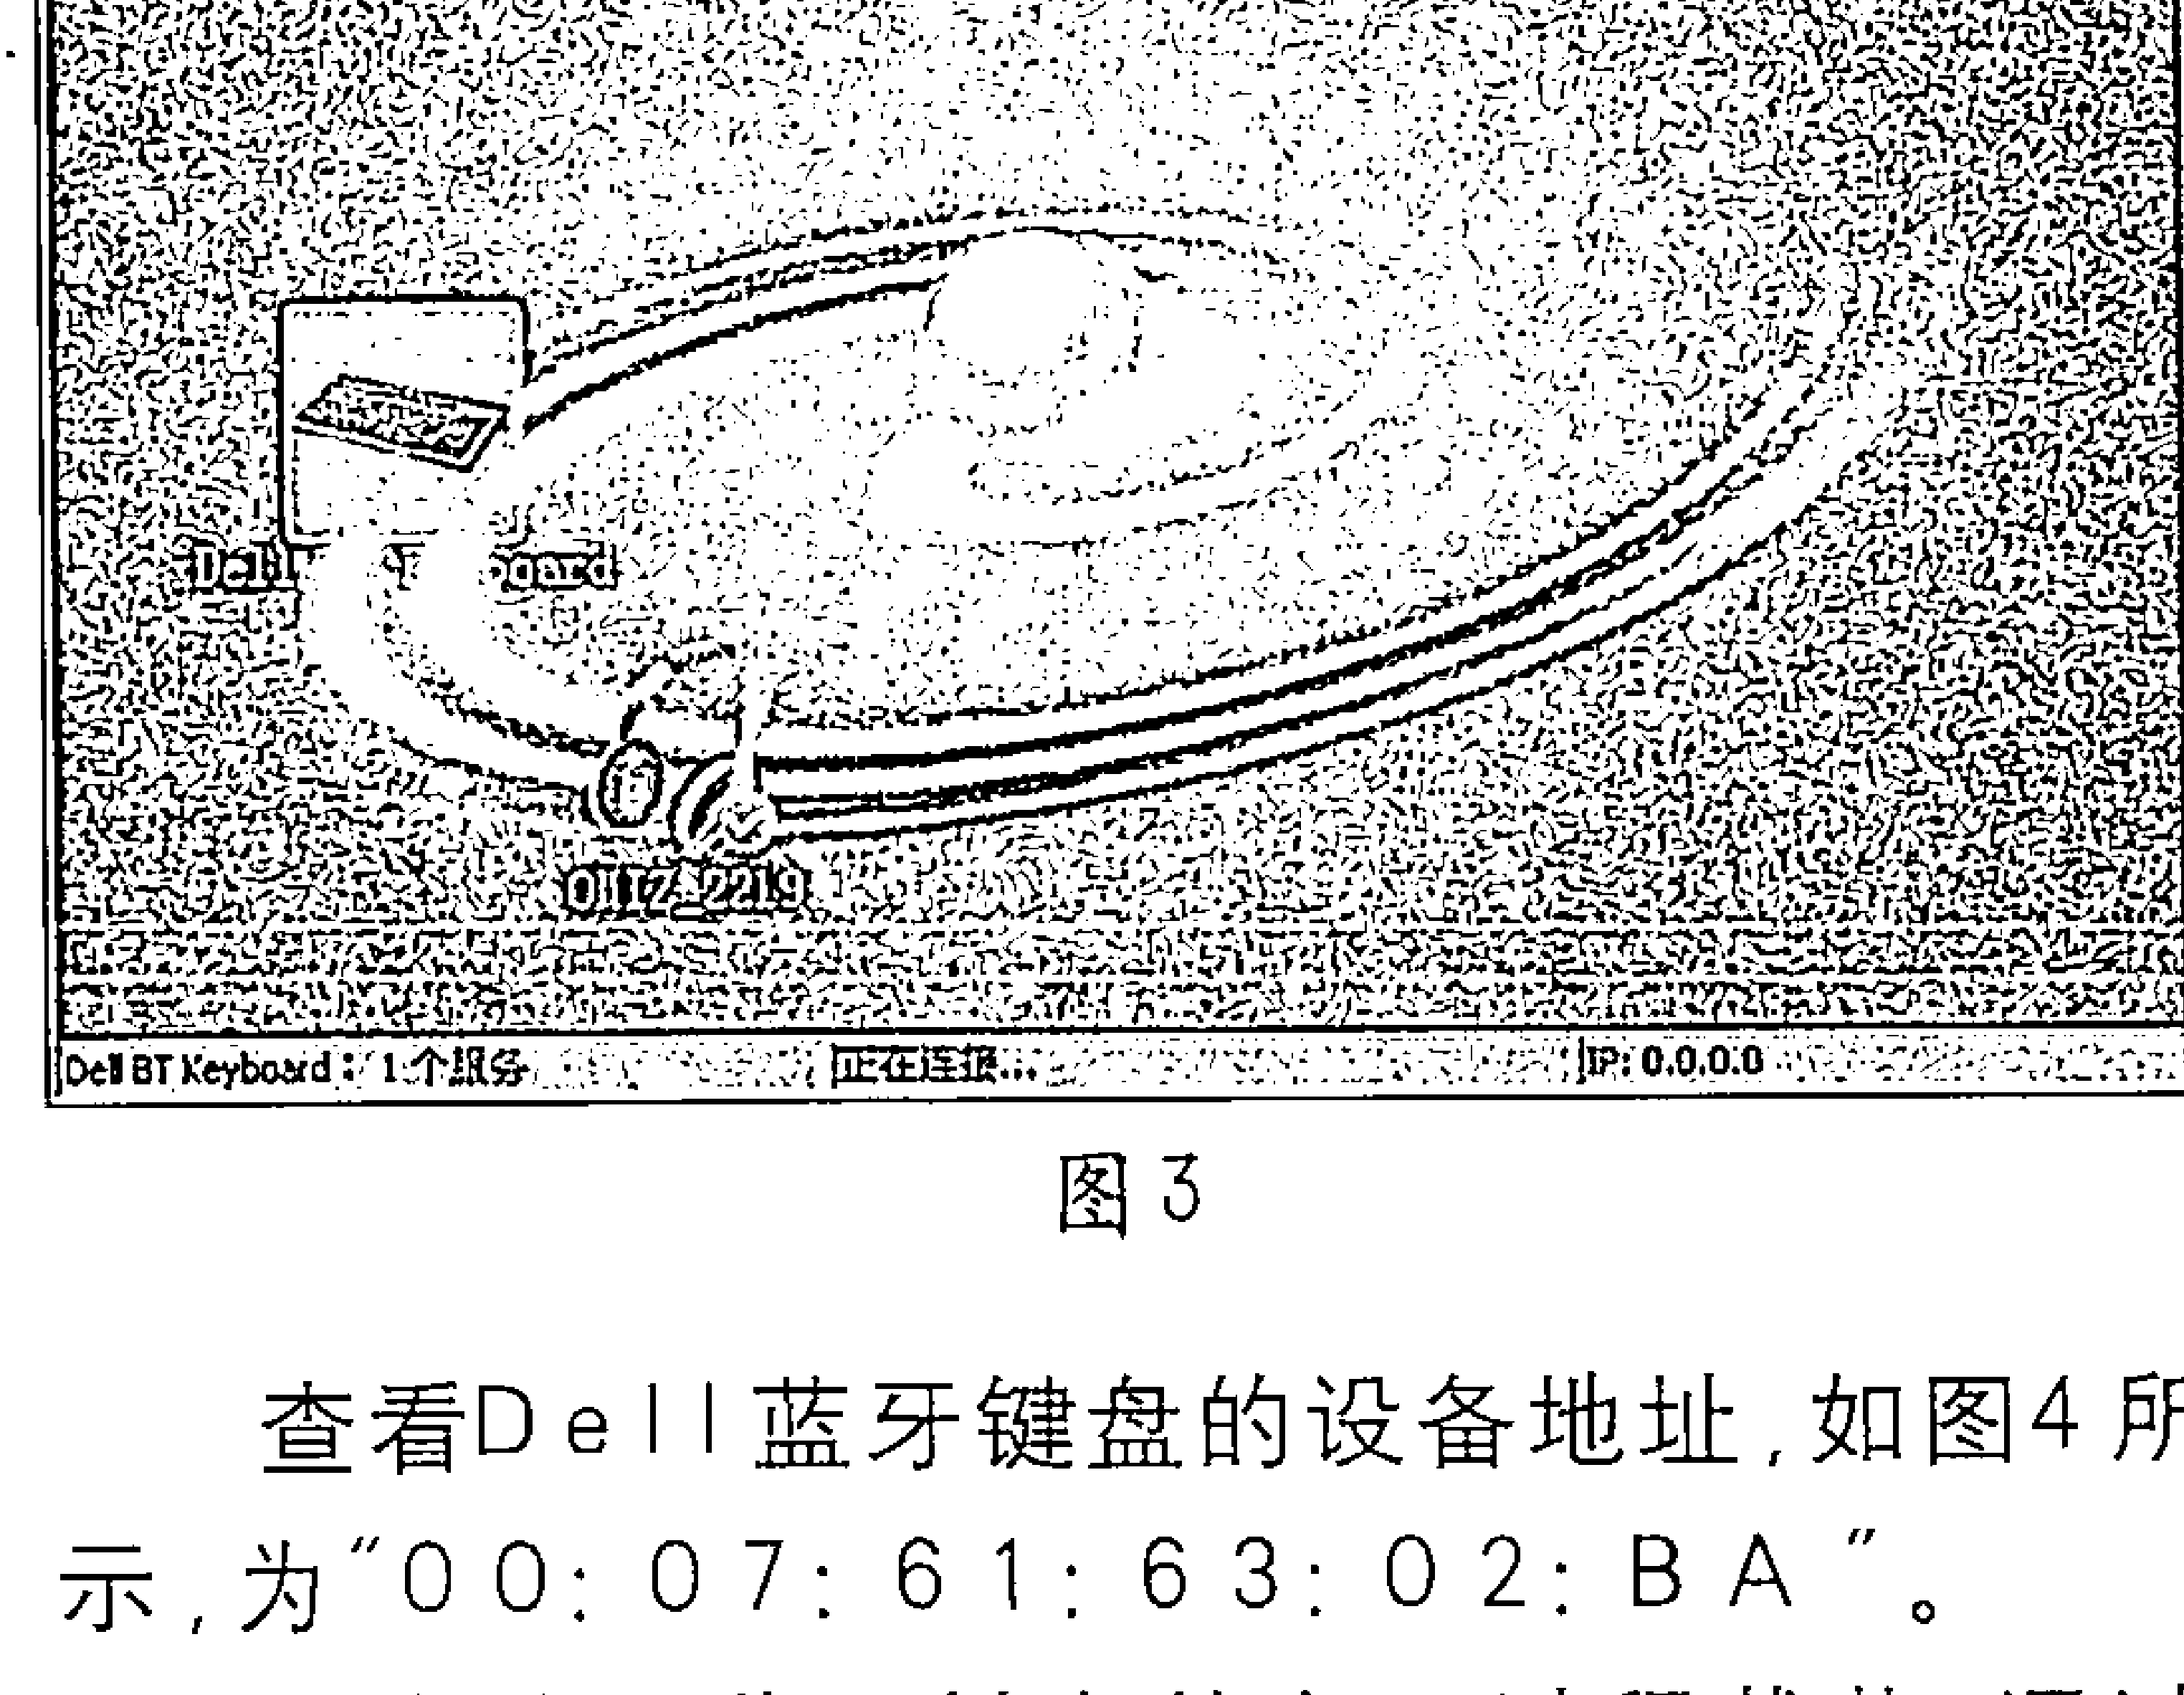 Dell
QIIZ_2219
Dell BT Keyboard： 1个服务 正在连接... IP: 0.0.0.0
图 3
查看Dell蓝牙键盘的设备地址,如图4所
示,为"00:07:61:63:02:BA"。